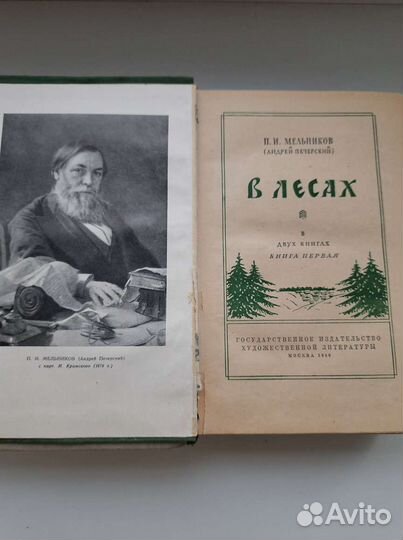 П. И. МЕЛЬНИКОВ (Андрей Печерский)
с карт. И. Крамского (1876 г.)
П. И. МЕЛЬНИКОВ
(АНДРЕЙ ПЕЧЕРСКИЙ)
В ЛЕСАХ
В
ДВУХ КНИГАХ
КНИГА ПЕРВАЯ
ГОСУДАРСТВЕННОЕ ИЗДАТЕЛЬСТВО
ХУДОЖЕСТВЕННОЙ ЛИТЕРАТУРЫ
МОСКВА
Avito